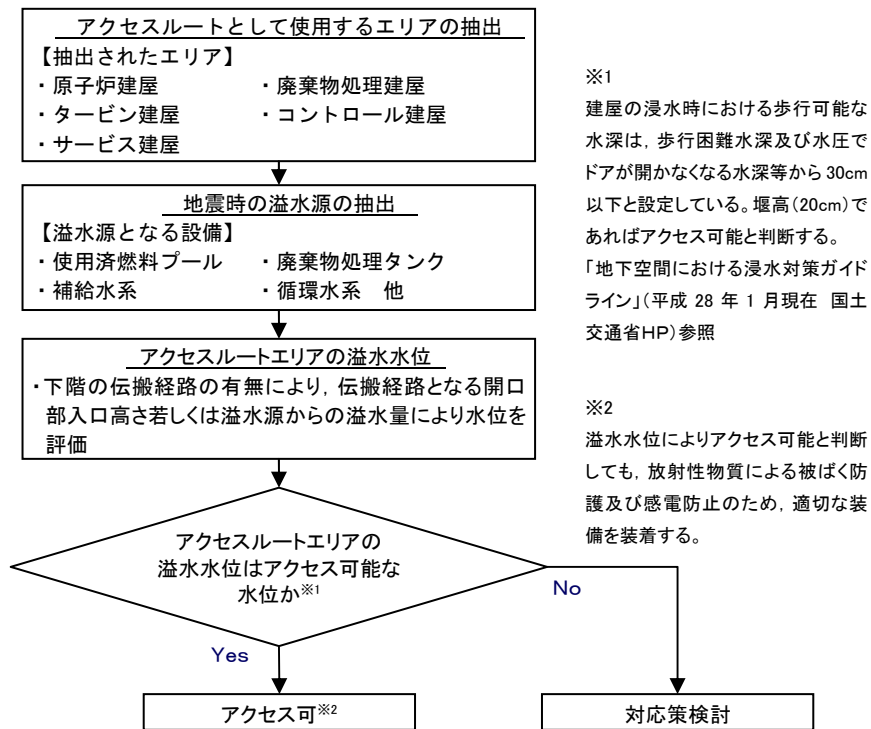 アクセスルートとして使用するエリアの抽出
【抽出されたエリア】
・原子炉建屋　・廃棄物処理建屋
・タービン建屋　・コントロール建屋
・サービス建屋
地震時の溢水源の抽出
【溢水源となる設備】
・使用済燃料プール　・廃棄物処理タンク
・補給水系　・循環水系　他
アクセスルートエリアの溢水水位
・下階の伝搬経路の有無により，伝搬経路となる開口
部入口高さ若しくは溢水源からの溢水量により水位を
評価
アクセスルートエリアの
溢水水位はアクセス可能な
水位か※1
No
Yes
アクセス可※2
対応策検討
※1
建屋の浸水時における歩行可能な
水深は，歩行困難水深及び水圧で
ドアが開かなくなる水深等から 30cm
以下と設定している。堰高（20cm）で
あればアクセス可能と判断する。
「地下空間における浸水対策ガイド
ライン」（平成 28 年 1 月現在　国土
交通省HP）参照
※2
溢水水位によりアクセス可能と判断
しても，放射性物質による被ばく防
護及び感電防止のため，適切な装
備を装着する。